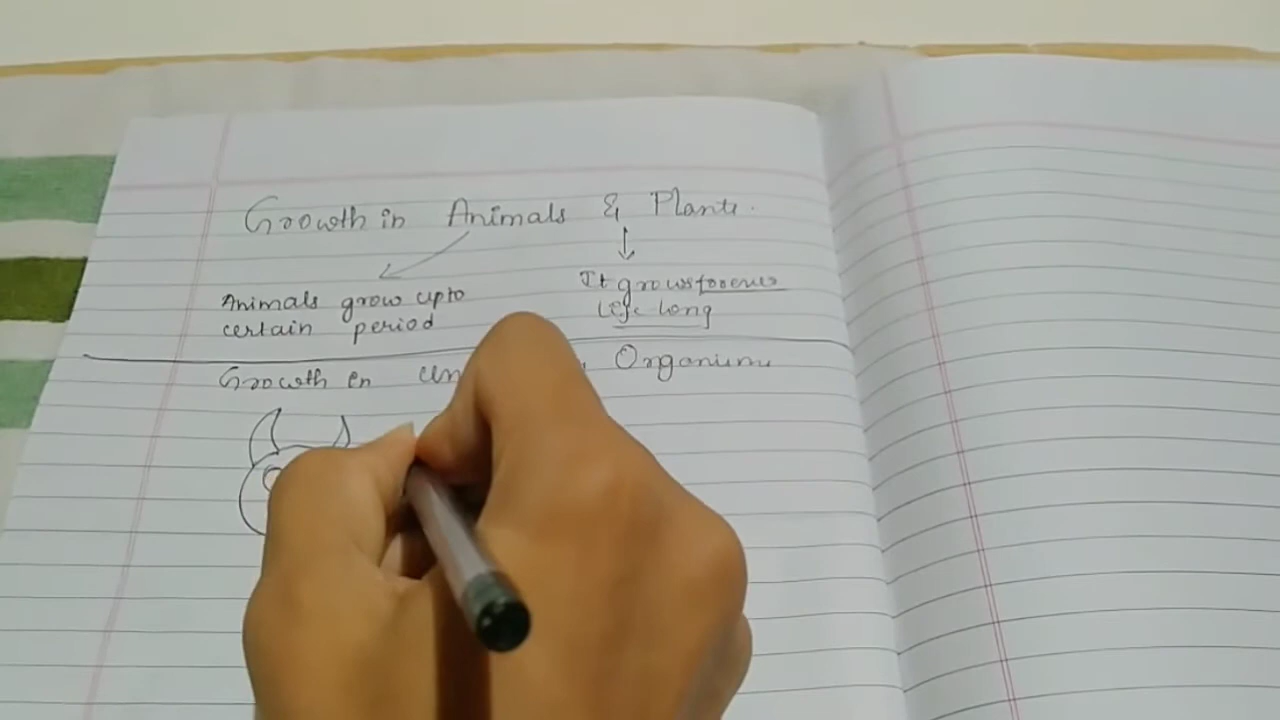 Growth in Animals & Plants.
Animals grow upto
certain period
It grows forever
life long
Growth in Organism